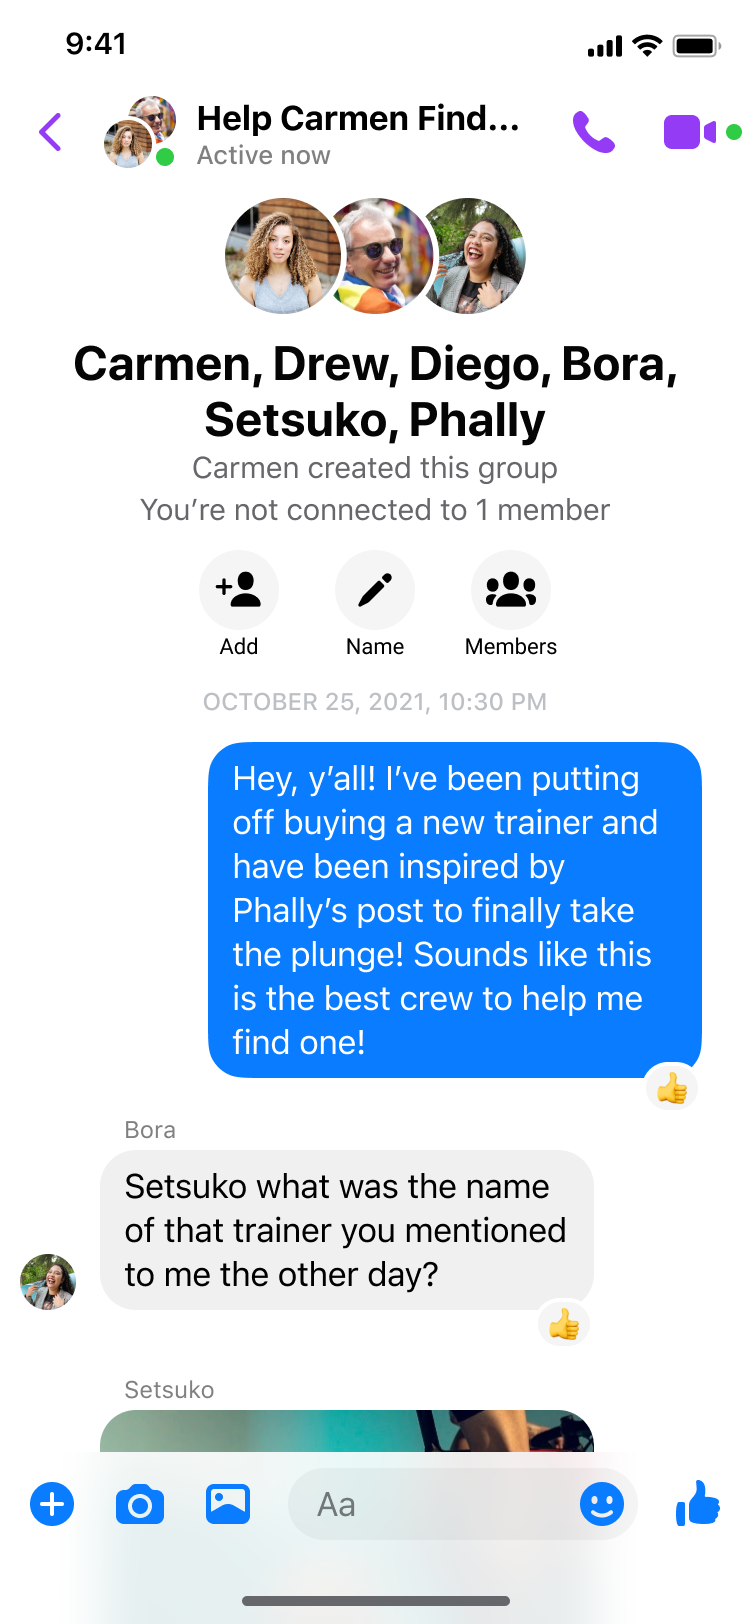 9:41
Help Carmen Find...
Active now
Carmen, Drew, Diego, Bora,
Setsuko, Phally
Carmen created this group
You’re not connected to 1 member
Add
Name
Members
OCTOBER 25, 2021, 10:30 PM
Hey, y’all! I’ve been putting
off buying a new trainer and
have been inspired by
Phally’s post to finally take
the plunge! Sounds like this
is the best crew to help me
find one!
Bora
Setsuko what was the name
of that trainer you mentioned
to me the other day?
Setsuko
Aa